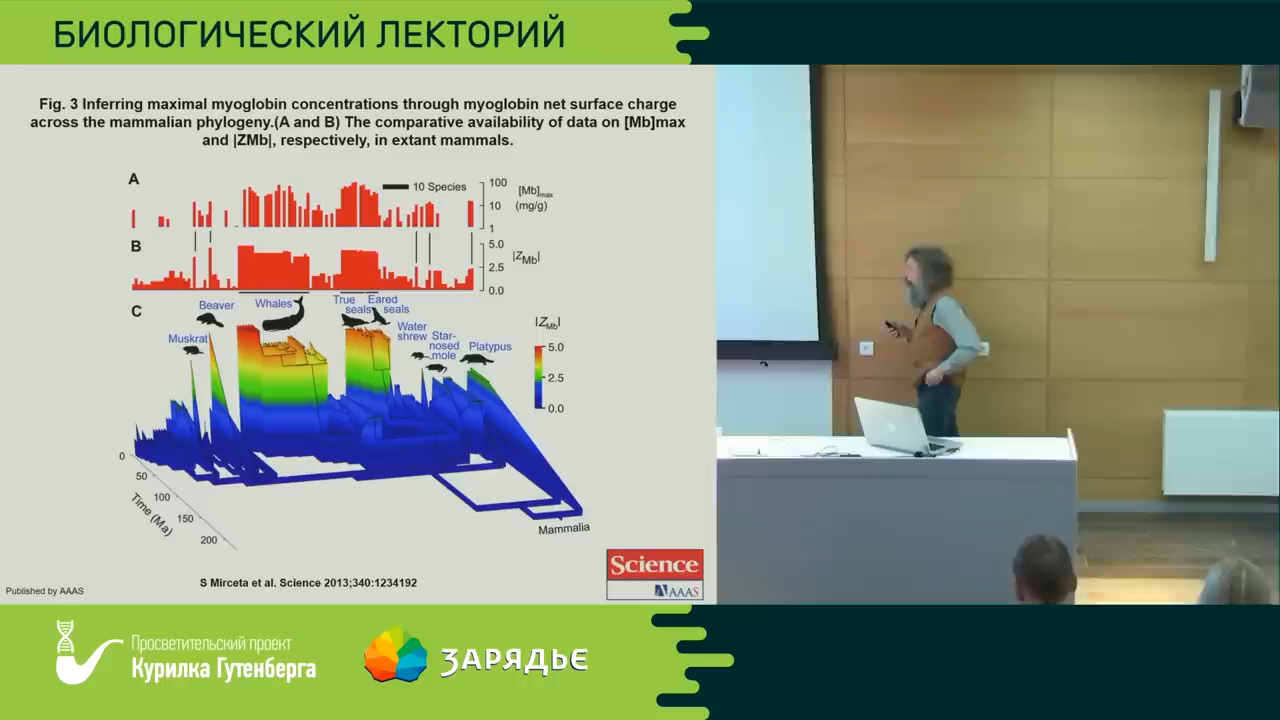 БИОЛОГИЧЕСКИЙ ЛЕКТОРИЙ
Fig. 3 Inferring maximal myoglobin concentrations through myoglobin net surface charge
across the mammalian phylogeny.(A and B) The comparative availability of data on [Mb]max
and |ZMb|, respectively, in extant mammals.
A
10 Species
100
10
1
[Mb]max
(mg/g)
B
5.0
2.5
0.0
|ZMb|
C
Muskrat
Beaver
Whales
True
seals
Eared
seals
Water
shrew
Star-
nosed
mole
Platypus
|ZMb|
5.0
2.5
0.0
0
50
100
150
200
Time (Ma)
Mammalia
S Mirceta et al. Science 2013;340:1234192
Published by AAAS
Science
AAAS
Просветительский проект
Курилка Гутенберга
ЗАРЯДЬЕ